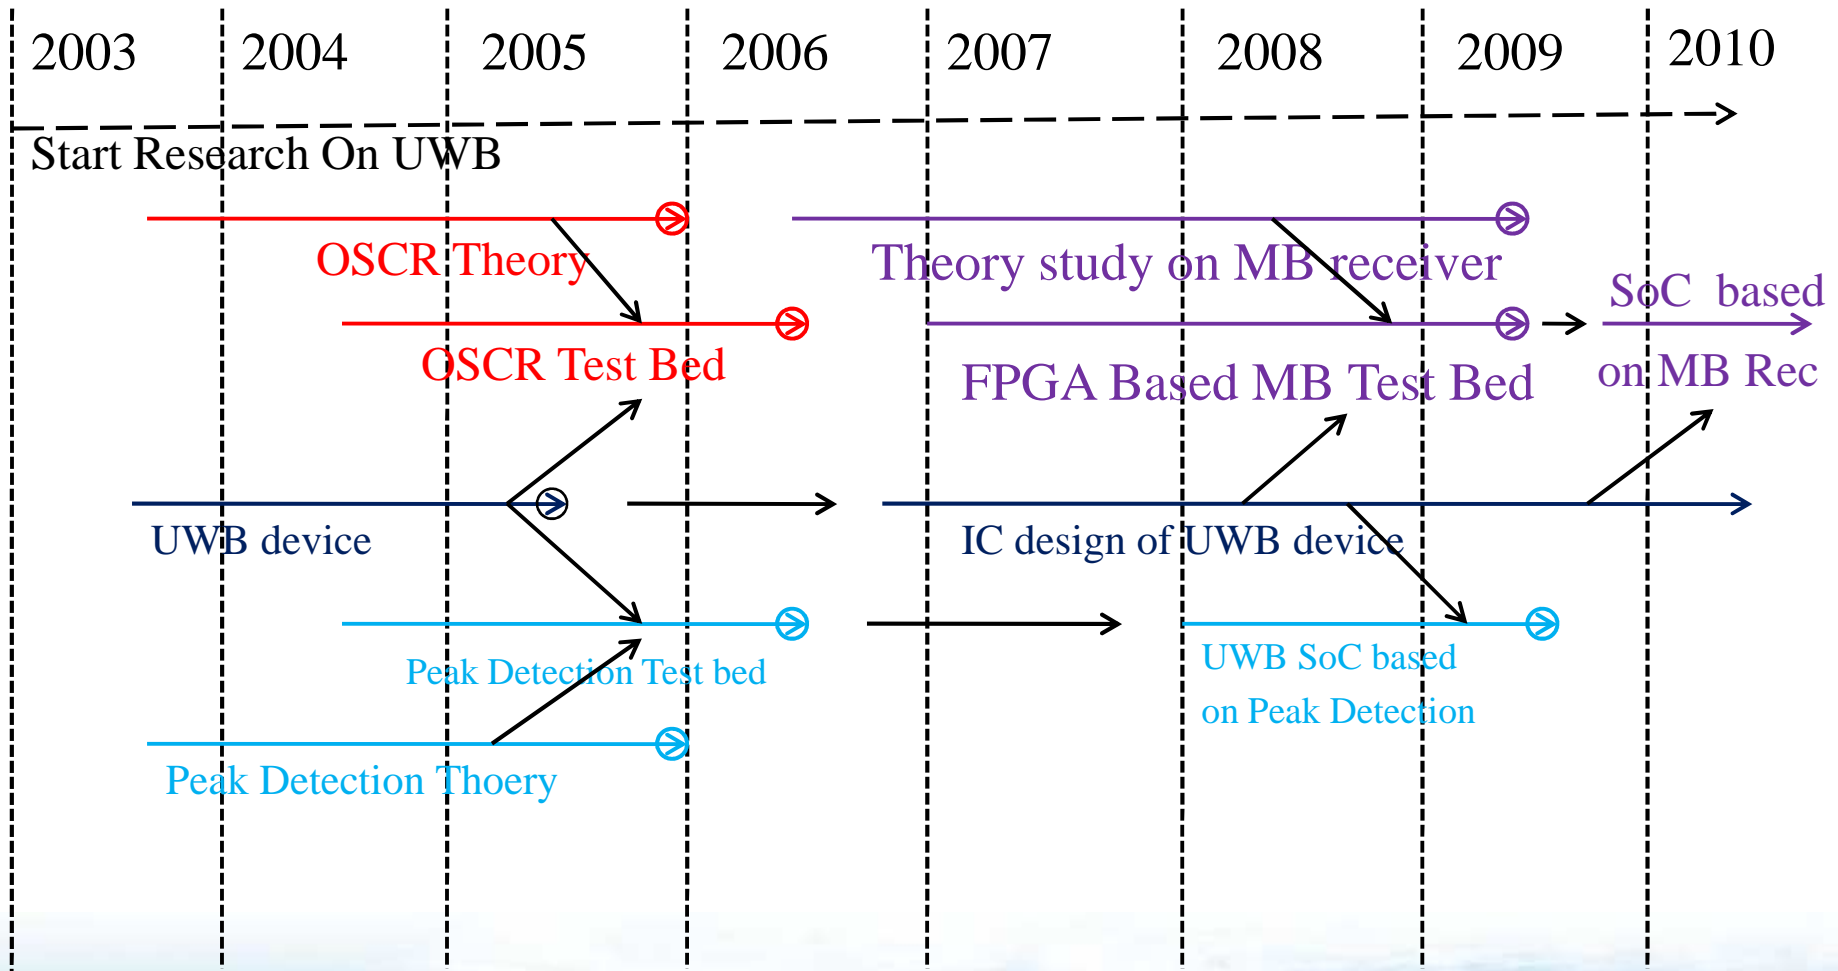 2003 2004 2005 2006 2007 2008 2009 2010
Start Research On UWB
OSCR Theory
Theory study on MB receiver
SoC based
on MB Rec
OSCR Test Bed
FPGA Based MB Test Bed
UWB device
IC design of UWB device
Peak Detection Test bed
UWB SoC based
on Peak Detection
Peak Detection Thoery